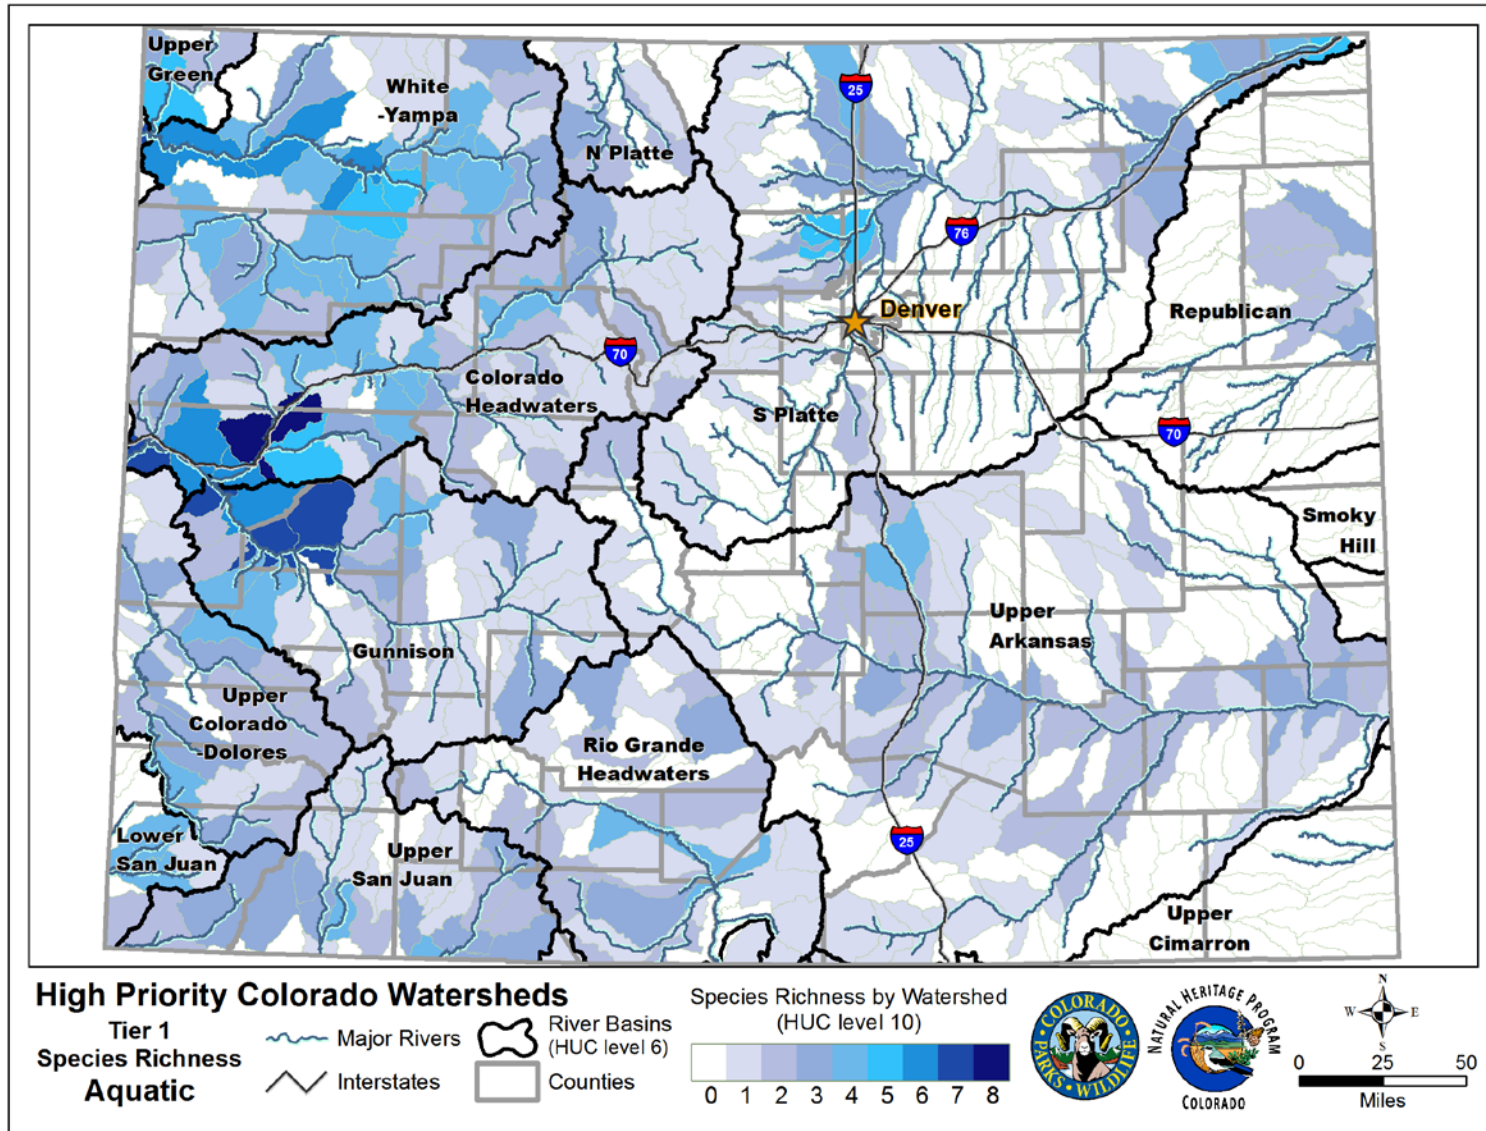 Upper
Green
White
-Yampa
N Platte
25
76
Denver
Republican
70
Colorado
Headwaters
S Platte
70
Smoky
Hill
Upper
Arkansas
Gunnison
Upper
Colorado
-Dolores
Rio Grande
Headwaters
Lower
San Juan
Upper
San Juan
25
Upper
Cimarron
High Priority Colorado Watersheds
Tier 1
Species Richness
Aquatic
Major Rivers
Interstates
River Basins
(HUC level 6)
Counties
Species Richness by Watershed
(HUC level 10)
0 1 2 3 4 5 6 7 8
COLORADO
PARKS • WILDLIFE
NATURAL HERITAGE PROGRAM
COLORADO
N
W E
S
0 25 50
Miles